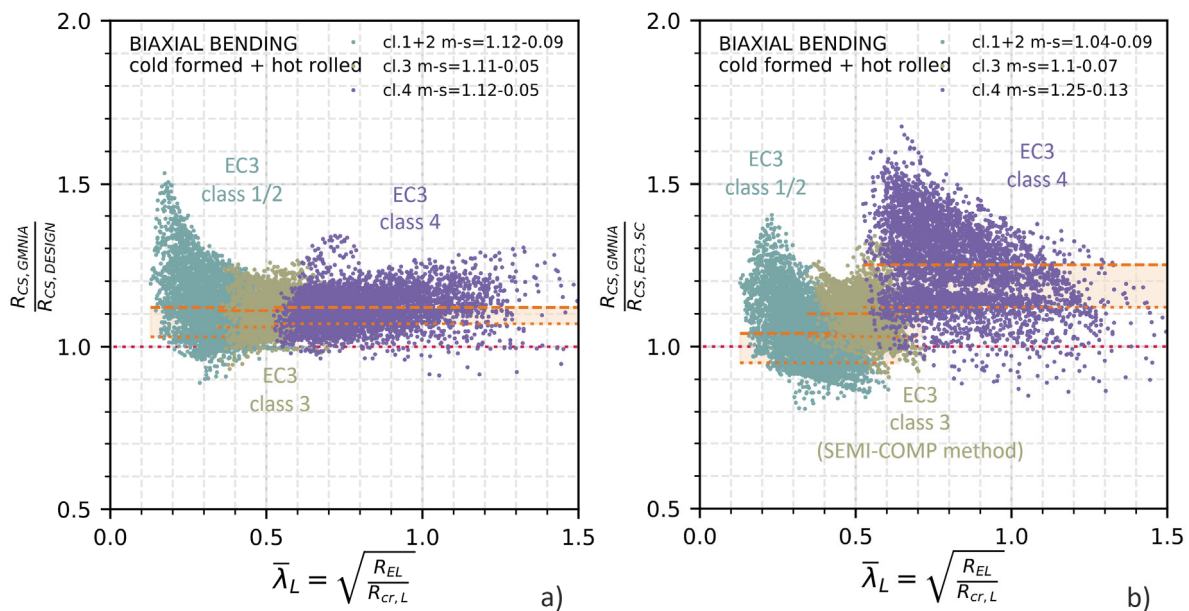 2.0
BIAXIAL BENDING
cold formed + hot rolled
cl.1+2 m-s=1.12-0.09
cl.3 m-s=1.11-0.05
cl.4 m-s=1.12-0.05
EC3
class 1/2
EC3
class 4
1.5
R_CS,GMNIA
R_CS,DESIGN
1.0
EC3
class 3
0.5
0.0 0.5 1.0 1.5
λ̅_L = √(R_EL / R_cr,L)
a)
2.0
BIAXIAL BENDING
cold formed + hot rolled
cl.1+2 m-s=1.04-0.09
cl.3 m-s=1.1-0.07
cl.4 m-s=1.25-0.13
EC3
class 1/2
EC3
class 4
1.5
R_CS,GMNIA
R_CS,EC3,SC
1.0
EC3
class 3
(SEMI-COMP method)
0.5
0.0 0.5 1.0 1.5
λ̅_L = √(R_EL / R_cr,L)
b)